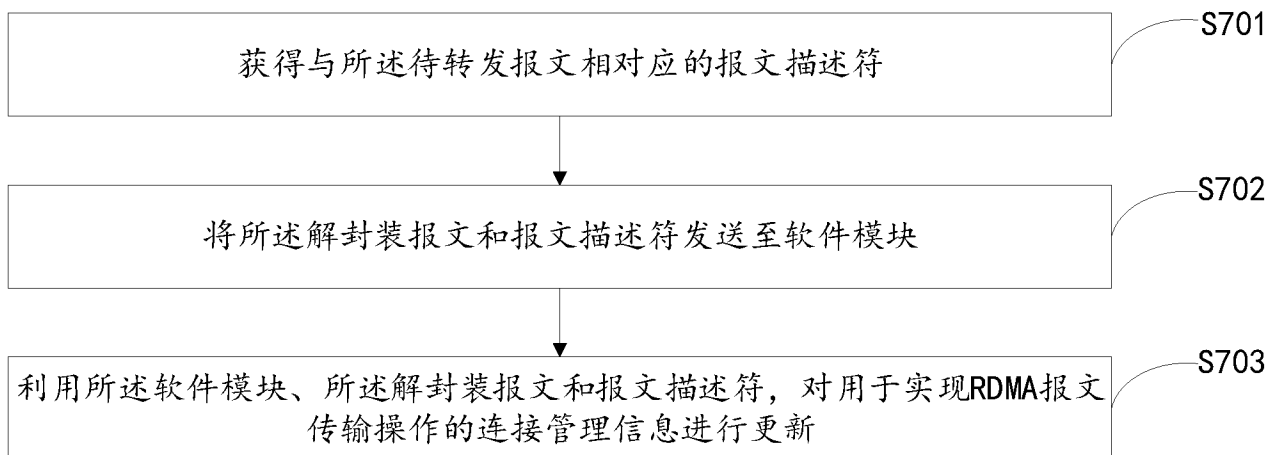 S701
获得与所述待转发报文相对应的报文描述符
S702
将所述解封装报文和报文描述符发送至软件模块
S703
利用所述软件模块、所述解封装报文和报文描述符，对用于实现RDMA报文
传输操作的连接管理信息进行更新